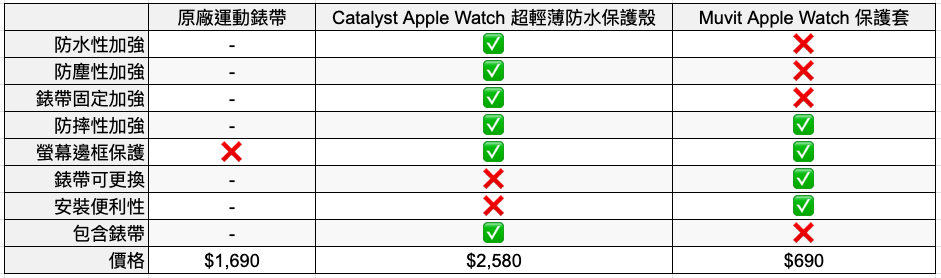 原廠運動錶帶 Catalyst Apple Watch 超輕薄防水保護殼 Muvit Apple Watch 保護套
防水性加強 - ✅ ❌
防塵性加強 - ✅ ❌
錶帶固定加強 - ✅ ❌
防摔性加強 - ✅ ✅
螢幕邊框保護 ❌ ✅ ✅
錶帶可更換 - ❌ ✅
安裝便利性 - ❌ ✅
包含錶帶 - ✅ ❌
價格 $1,690 $2,580 $690